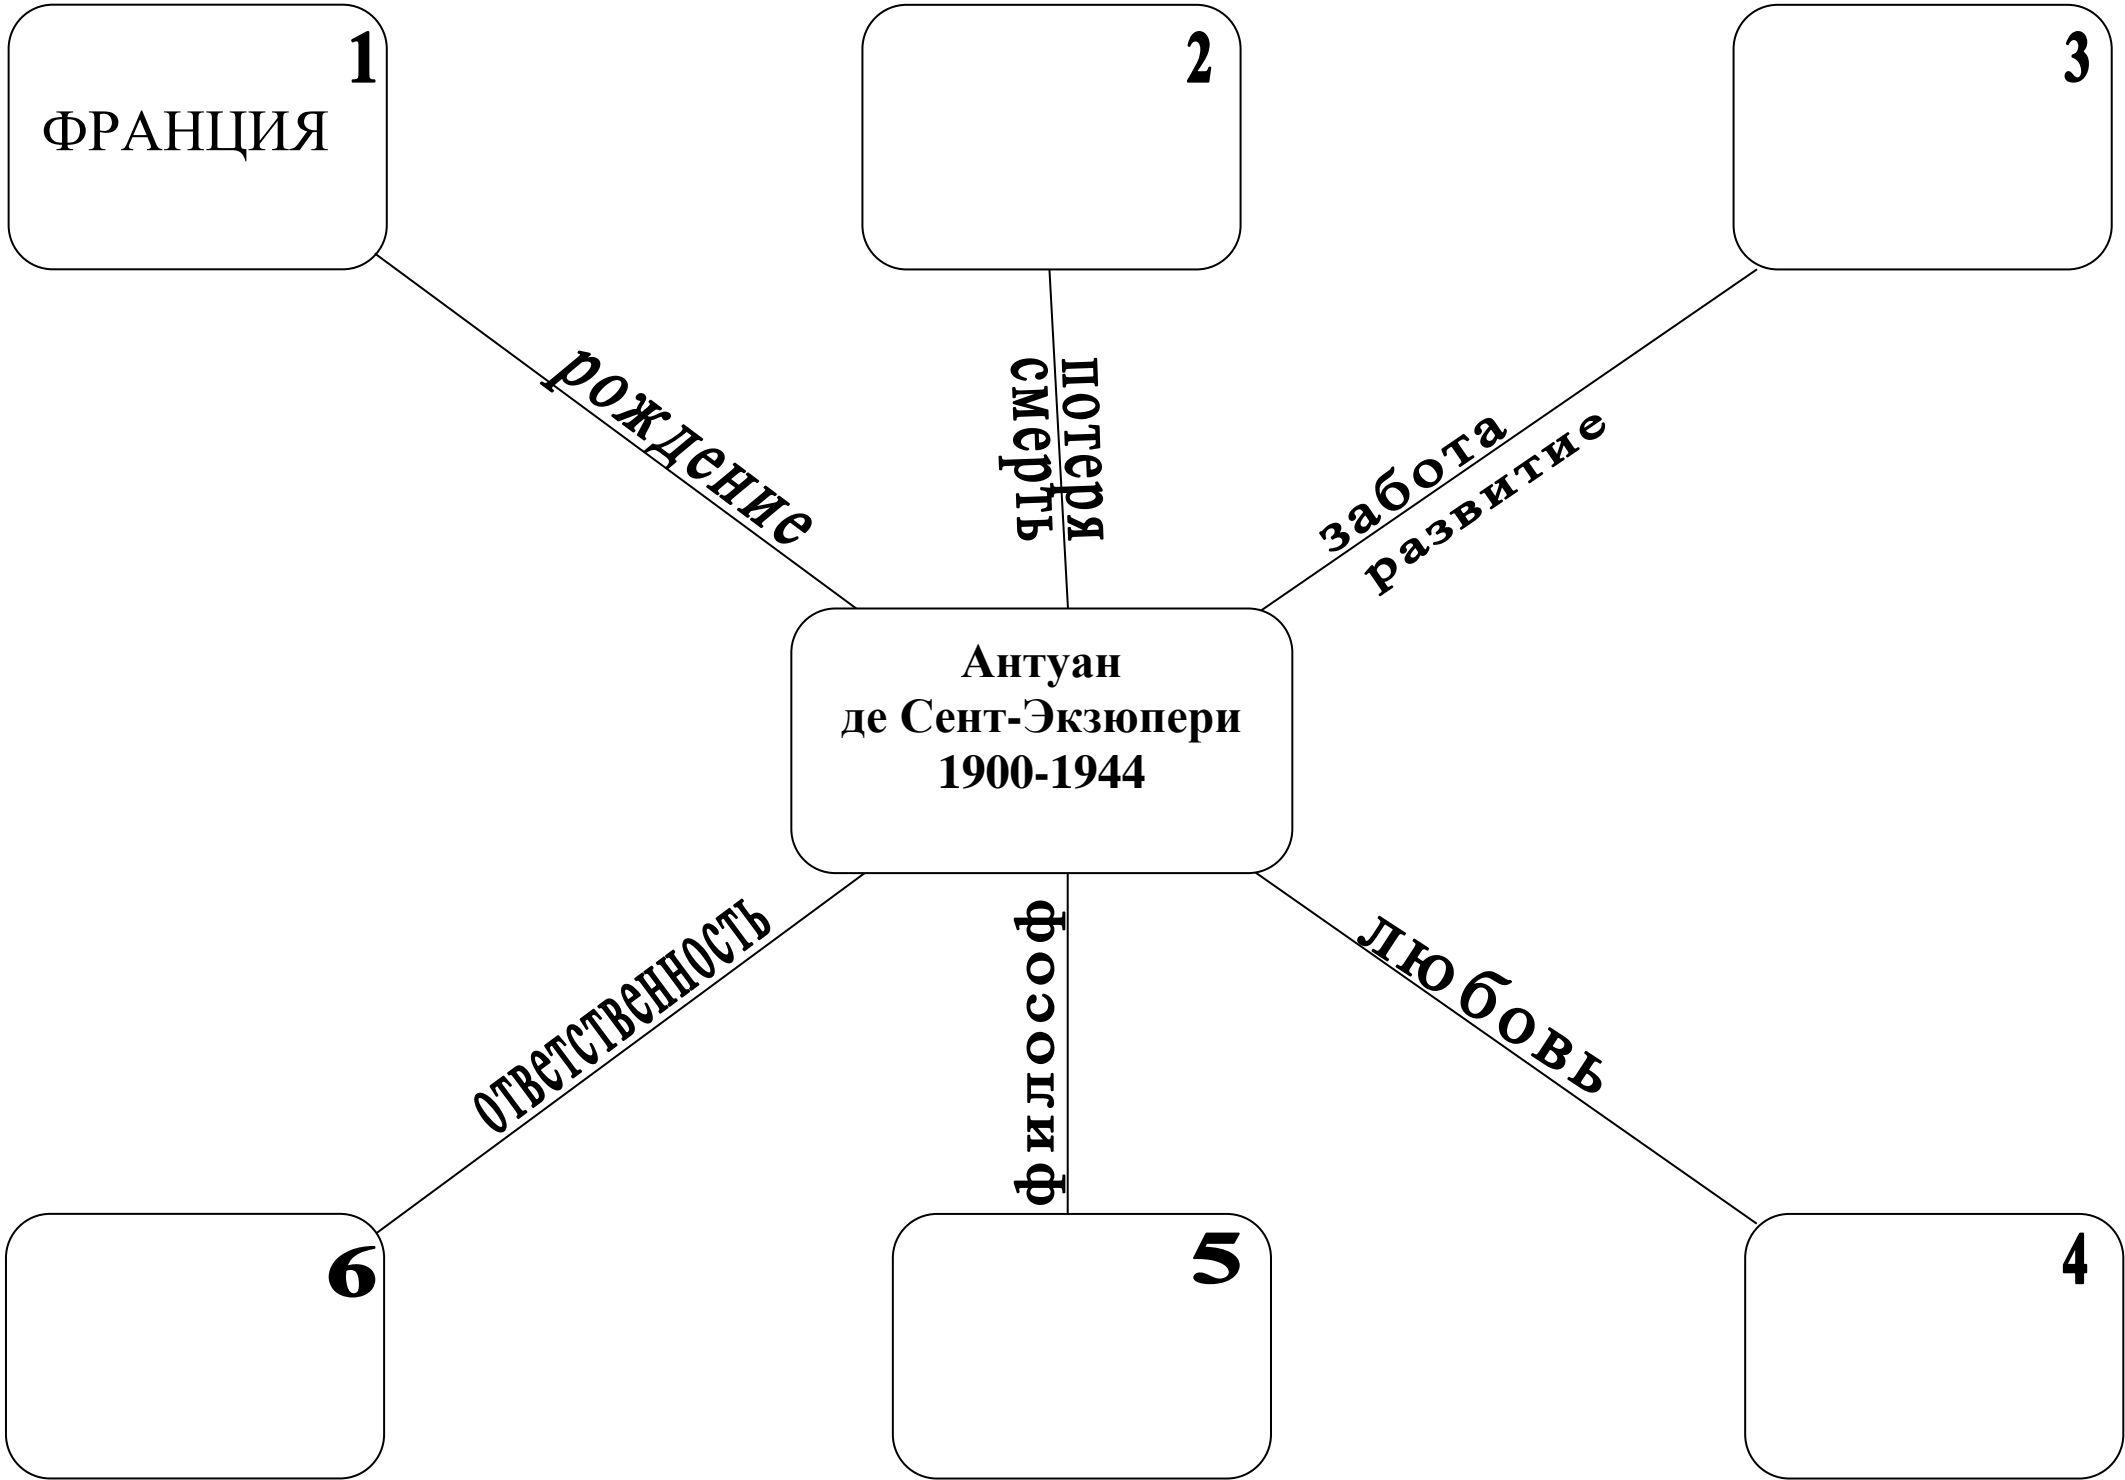 1
ФРАНЦИЯ
2
3
рождение
потеря
смерть
забота
развитие
Антуан
де Сент-Экзюпери
1900-1944
ответственность
философ
любовь
6
5
4